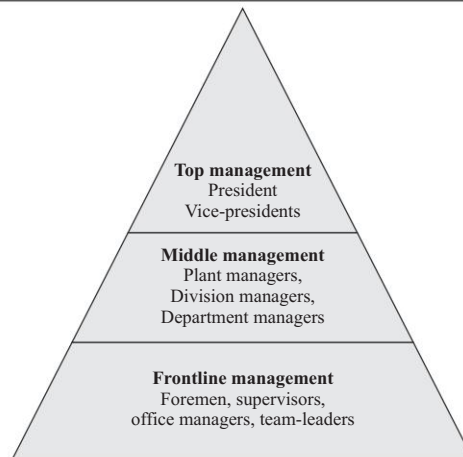 Top management
President
Vice-presidents
Middle management
Plant managers,
Division managers,
Department managers
Frontline management
Foremen, supervisors,
office managers, team-leaders